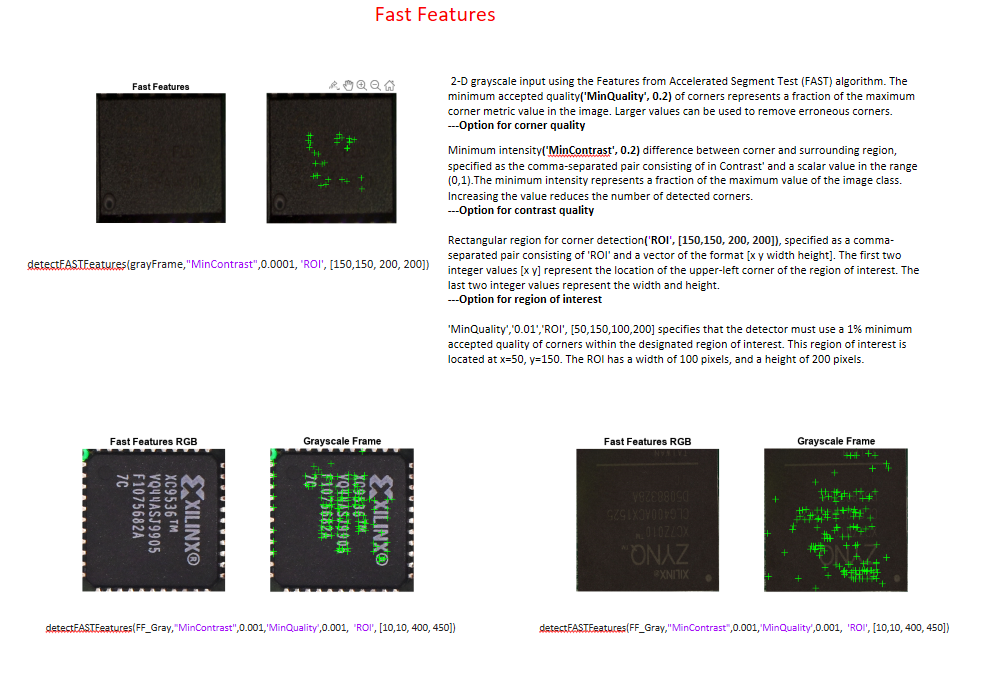 Fast Features
Fast Features
2-D grayscale input using the Features from Accelerated Segment Test (FAST) algorithm. The
minimum accepted quality('MinQuality', 0.2) of corners represents a fraction of the maximum
corner metric value in the image. Larger values can be used to remove erroneous corners.
---Option for corner quality
Minimum intensity('MinContrast', 0.2) difference between corner and surrounding region,
specified as the comma-separated pair consisting of in Contrast' and a scalar value in the range
(0,1).The minimum intensity represents a fraction of the maximum value of the image class.
Increasing the value reduces the number of detected corners.
---Option for contrast quality
Rectangular region for corner detection('ROI', [150,150, 200, 200]), specified as a comma-
separated pair consisting of 'ROI' and a vector of the format [x y width height]. The first two
integer values [x y] represent the location of the upper-left corner of the region of interest. The
last two integer values represent the width and height.
---Option for region of interest
'MinQuality','0.01','ROI', [50,150,100,200] specifies that the detector must use a 1% minimum
accepted quality of corners within the designated region of interest. This region of interest is
located at x=50, y=150. The ROI has a width of 100 pixels, and a height of 200 pixels.
detectFASTFeatures(grayFrame,"MinContrast",0.0001, 'ROI', [150,150, 200, 200])
Fast Features RGB
XILINX®
XC9536TM
VQ44ASJ9905
F1075682A
7C
Grayscale Frame
XILINX®
XC9536TM
VQ44ASJ9905
F1075682A
7C
detectFASTFeatures(FF_Gray,"MinContrast",0.001,'MinQuality',0.001, 'ROI', [10,10, 400, 450])
Fast Features RGB
XILINX®
ZYNQ
Grayscale Frame
detectFASTFeatures(FF_Gray,"MinContrast",0.001,'MinQuality',0.001, 'ROI', [10,10, 400, 450])